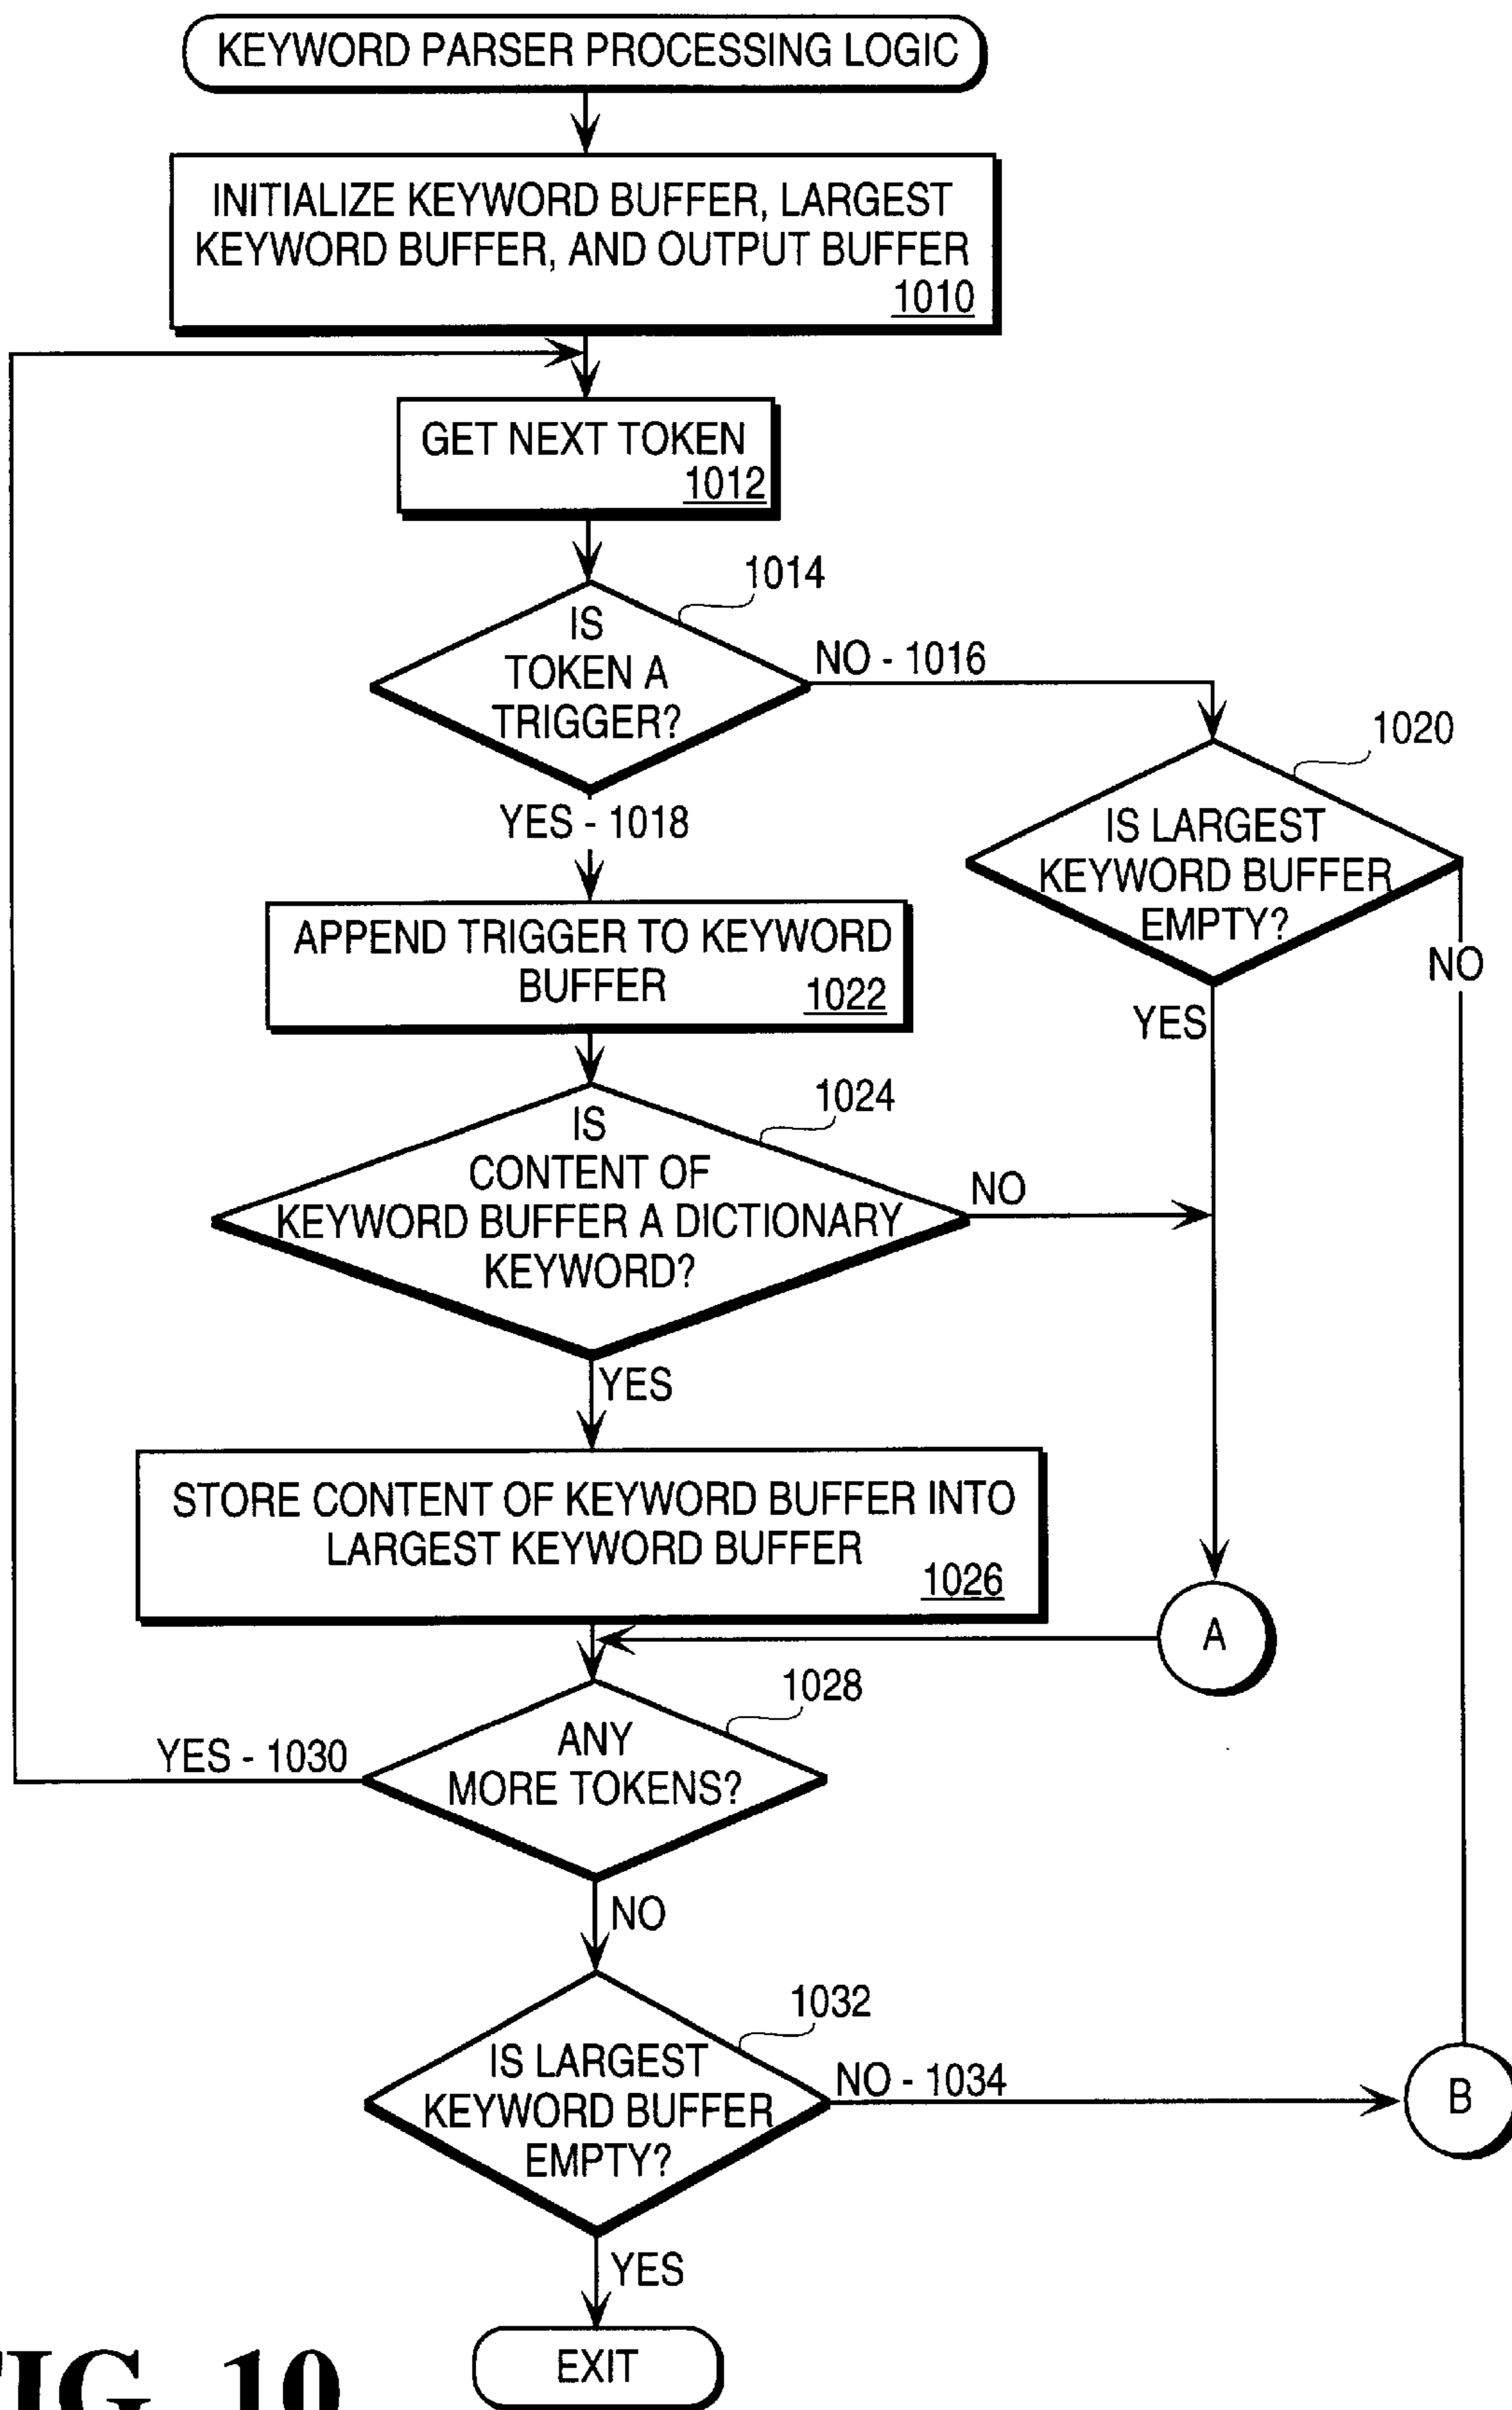 KEYWORD PARSER PROCESSING LOGIC
INITIALIZE KEYWORD BUFFER, LARGEST
KEYWORD BUFFER, AND OUTPUT BUFFER
1010
GET NEXT TOKEN
1012
1014
IS
TOKEN A
TRIGGER?
NO - 1016
1020
YES - 1018
IS LARGEST
KEYWORD BUFFER
EMPTY?
NO
YES
APPEND TRIGGER TO KEYWORD
BUFFER
1022
1024
IS
CONTENT OF
KEYWORD BUFFER A DICTIONARY
KEYWORD?
NO
YES
STORE CONTENT OF KEYWORD BUFFER INTO
LARGEST KEYWORD BUFFER
1026
A
1028
ANY
MORE TOKENS?
YES - 1030
NO
1032
IS LARGEST
KEYWORD BUFFER
EMPTY?
NO - 1034
B
YES
EXIT
FIG. 10